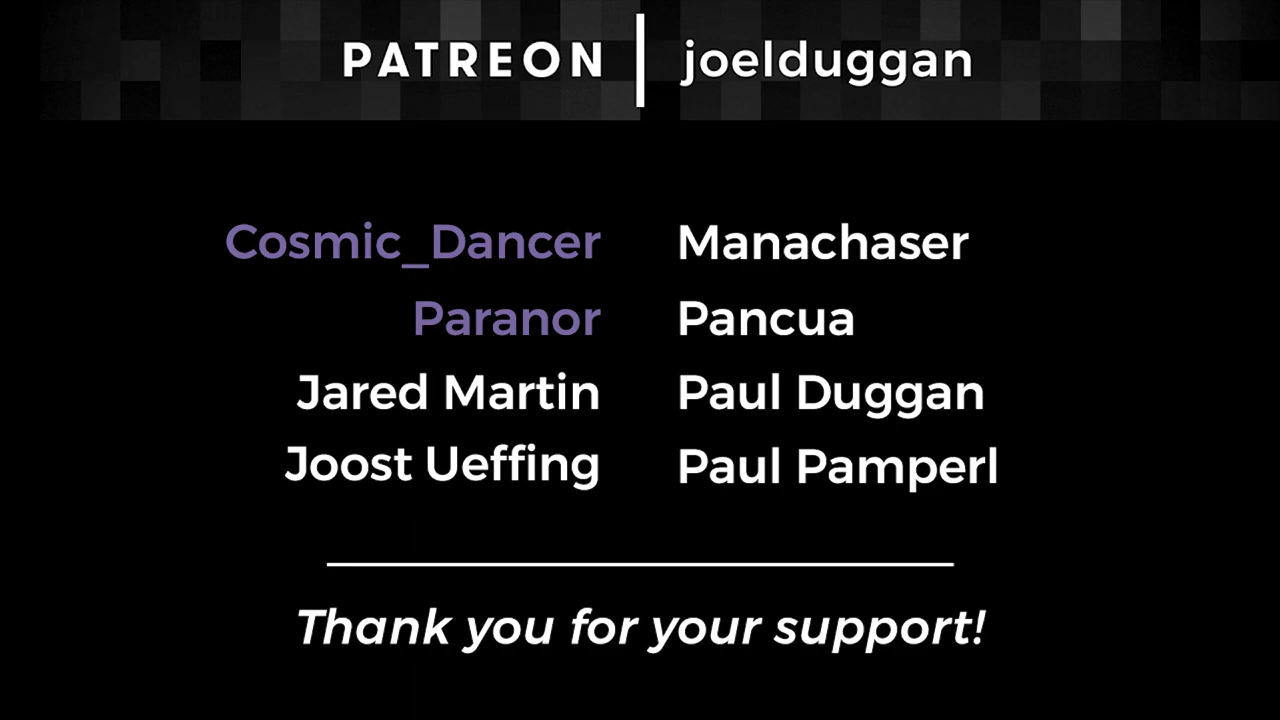 PATREON | joelduggan
Cosmic_Dancer
Paranor
Jared Martin
Joost Ueffing
Manachaser
Pancua
Paul Duggan
Paul Pamperl
Thank you for your support!